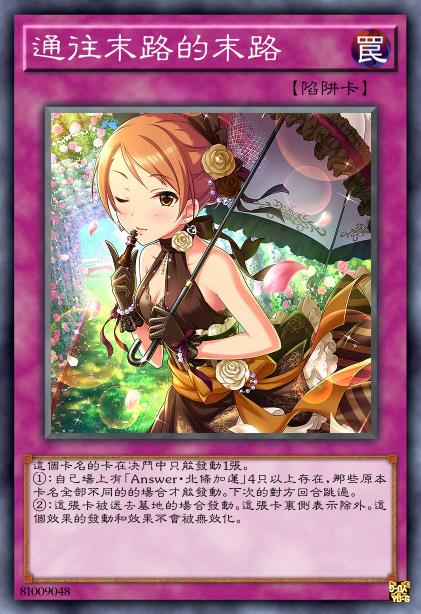 通往末路的末路
罠
【陷阱卡】
這個卡名的卡在決鬥中只能發動1張。
①：自己場上有「Answer・北條加蓮」4只以上存在，那些原本
卡名全部不同的的場合才能發動。下次的對方回合跳過。
②：這張卡被送去墓地的場合發動。這張卡裏側表示除外。這
個效果的發動和效果不會被無效化。
81009048